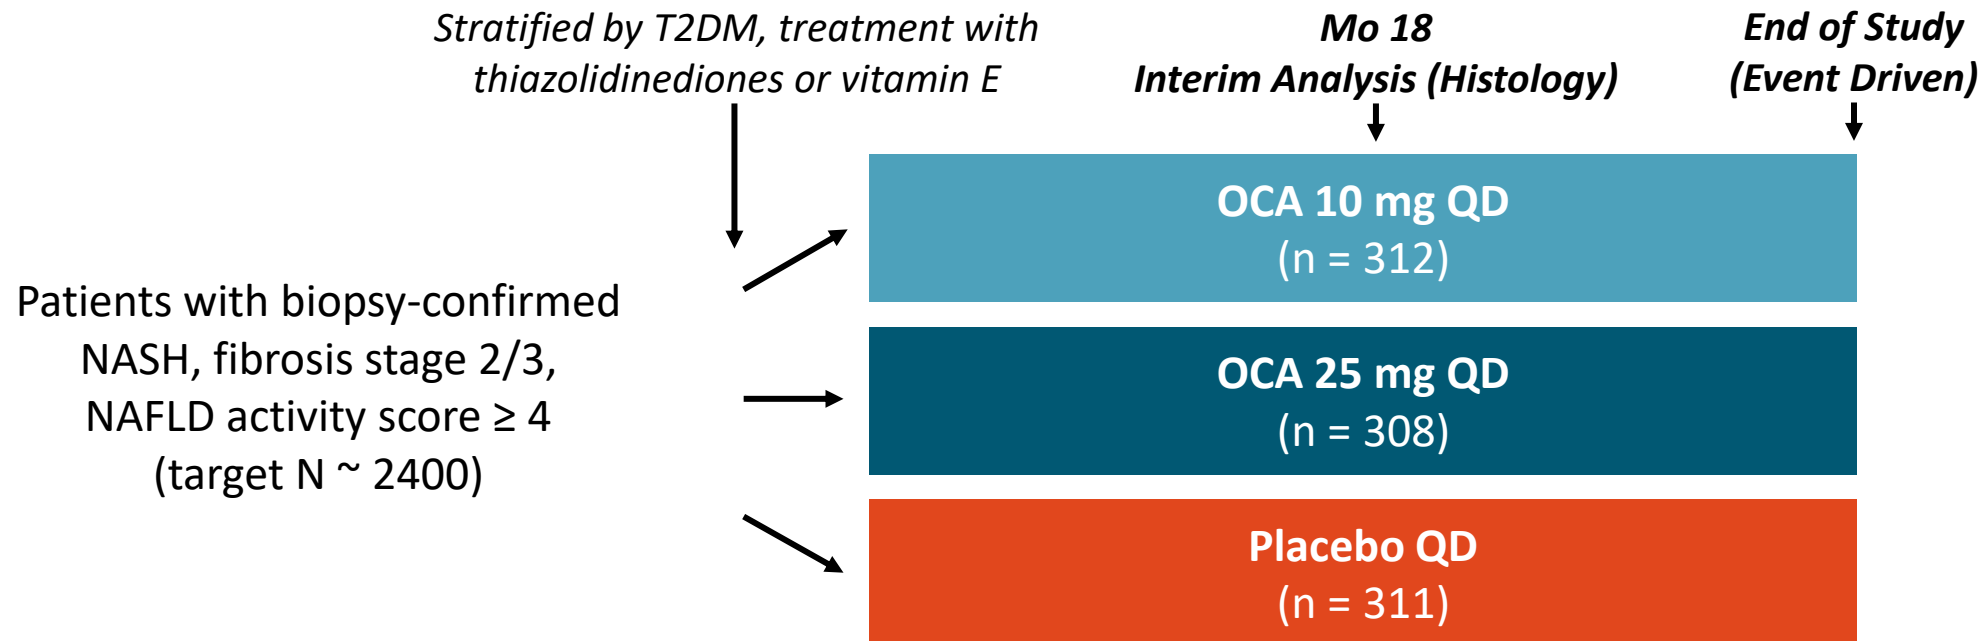 Stratified by T2DM, treatment with
thiazolidinediones or vitamin E
Mo 18
Interim Analysis (Histology)
End of Study
(Event Driven)
Patients with biopsy-confirmed
NASH, fibrosis stage 2/3,
NAFLD activity score ≥ 4
(target N ~ 2400)
OCA 10 mg QD
(n = 312)
OCA 25 mg QD
(n = 308)
Placebo QD
(n = 311)